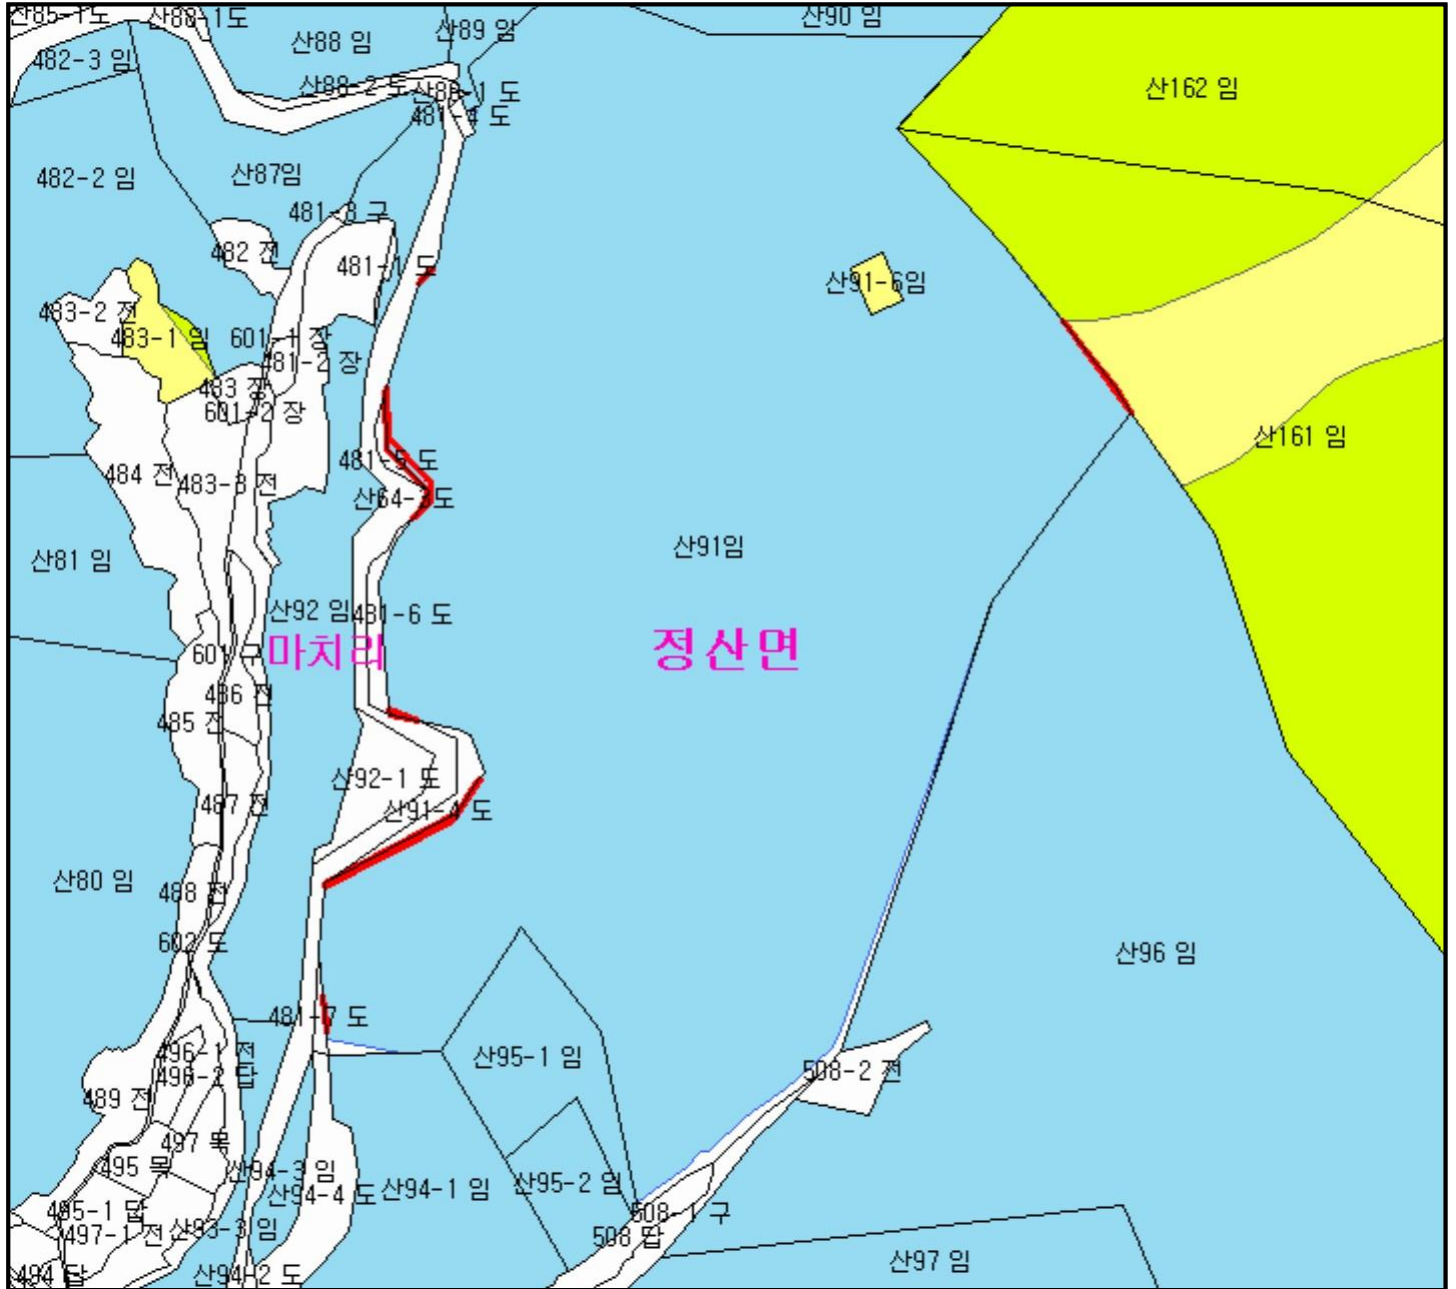 산85-1도
산88-1도
산89 임
산90 임
산88 임
482-3 임
산88-2 도
산162 임
481-4 도
482-2 임
산87임
481-8 구
482 전
481-1 도
산91-6임
483-2 전
483-1 임
601-1 장
481-2 장
483 장
601-2 장
산161 임
481-5 도
484 전
483-3 전
산64-3도
산91임
산81 임
산92 임
481-6 도
마치리
정산면
601 구
486 전
485 전
산92-1 도
487 전
산91-4 도
산80 임
488 전
602 도
산96 임
481-7 도
496-1 전
산95-1 임
508-2 전
496-2 답
489 전
497 목
495 목
산94-3 임
산94-4 도
산94-1 임
산95-2 임
495-1 답
508-1 구
497-1 전
산93-3 임
508 답
산97 임
494 답
산94-2 도